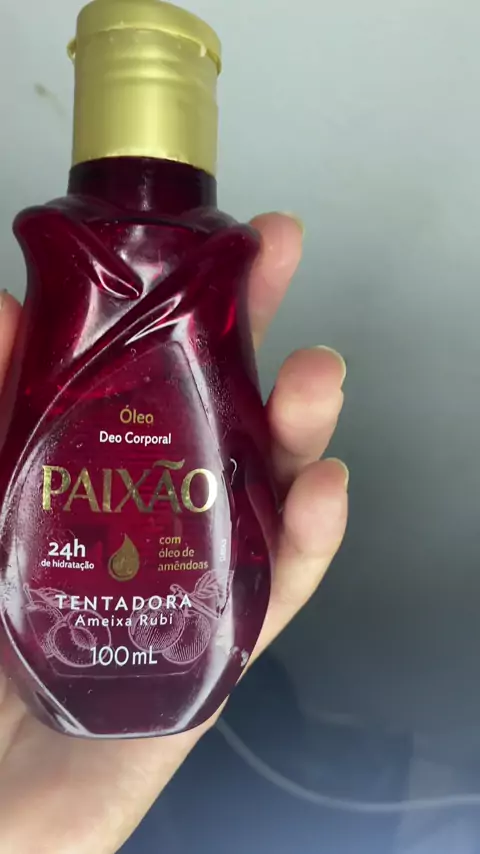 Óleo
Deo Corporal
PAIXÃO
24h
de hidratação
com
óleo de
amêndoas
TENTADORA
Ameixa Rubi
100mL